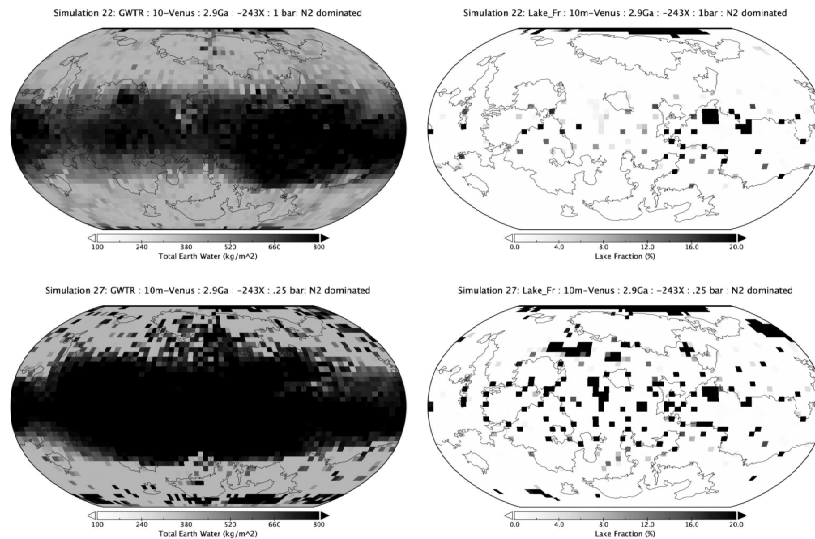 Simulation 22: GWTR : 10-Venus : 2.9Ga : -243X : 1 bar: N2 dominated
Simulation 22: Lake_Fr : 10m-Venus : 2.9Ga : -243X : 1bar : N2 dominated
100 240 380 520 660 800
Total Earth Water (kg/m^2)
0.0 4.0 8.0 12.0 16.0 20.0
Lake Fraction (%)
Simulation 27: GWTR : 10m-Venus : 2.9Ga : -243X : .25 bar: N2 dominated
Simulation 27: Lake_Fr : 10m-Venus : 2.9Ga : -243X : .25 bar : N2 dominated
100 240 380 520 660 800
Total Earth Water (kg/m^2)
0.0 4.0 8.0 12.0 16.0 20.0
Lake Fraction (%)